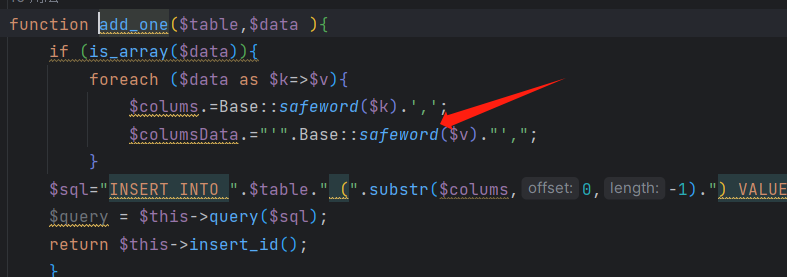 function add_one($table,$data ){
if (is_array($data)){
foreach ($data as $k=>$v){
$colums.=Base::safeword($k).',';
$columsData.="'".Base::safeword($v)."',";
}
$sql="INSERT INTO ".$table." (".substr($colums, offset: 0, length: -1).") VALUE
$query = $this->query($sql);
return $this->insert_id();
}